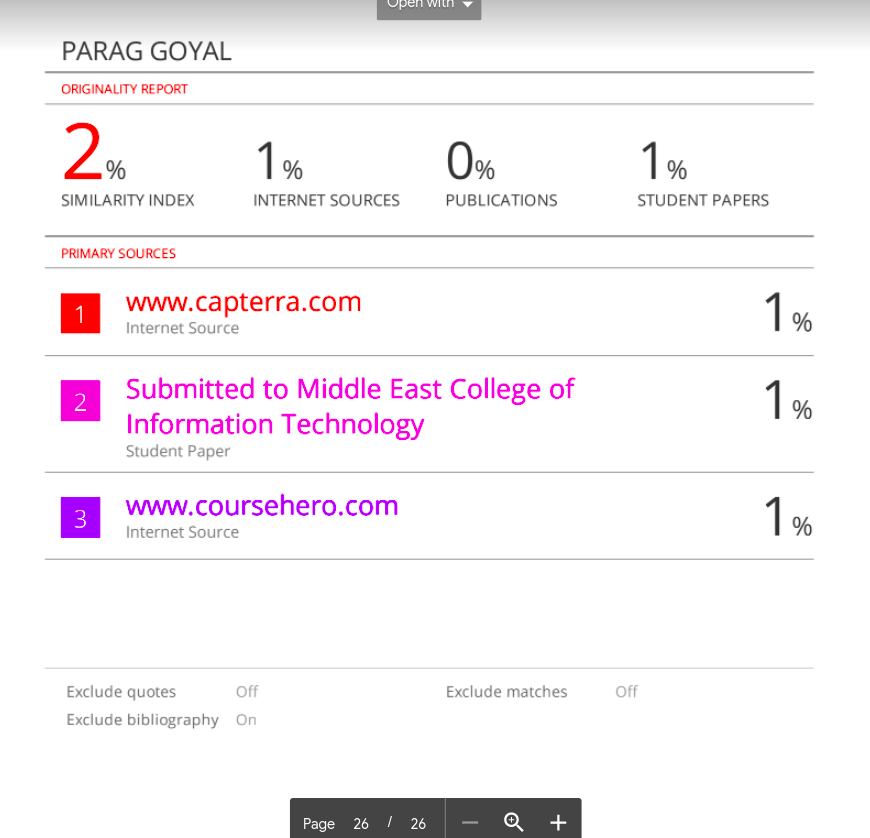 Open with
PARAG GOYAL
ORIGINALITY REPORT
2% 1% 0% 1%
SIMILARITY INDEX INTERNET SOURCES PUBLICATIONS STUDENT PAPERS
PRIMARY SOURCES
1 www.capterra.com 1%
Internet Source
2 Submitted to Middle East College of 1%
Information Technology
Student Paper
3 www.coursehero.com 1%
Internet Source
Exclude quotes Off Exclude matches Off
Exclude bibliography On
Page 26 / 26